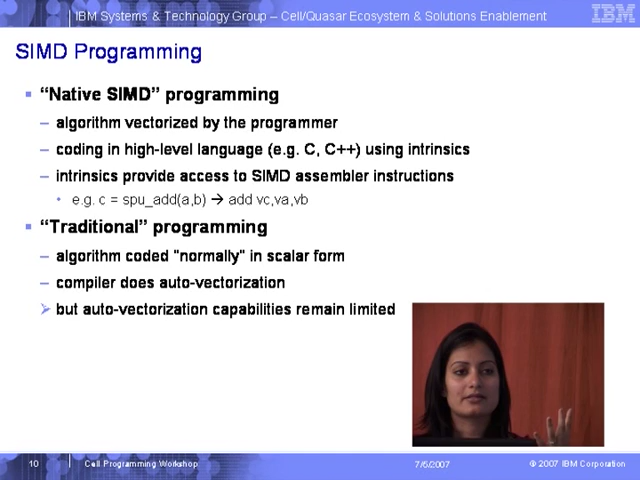 IBM Systems & Technology Group – Cell/Quasar Ecosystem & Solutions Enablement
IBM
SIMD Programming
“Native SIMD” programming
– algorithm vectorized by the programmer
– coding in high-level language (e.g. C, C++) using intrinsics
– intrinsics provide access to SIMD assembler instructions
• e.g. c = spu_add(a,b) → add vc,va,vb
“Traditional” programming
– algorithm coded "normally" in scalar form
– compiler does auto-vectorization
➢ but auto-vectorization capabilities remain limited
10 Cell Programming Workshop 7/5/2007 © 2007 IBM Corporation